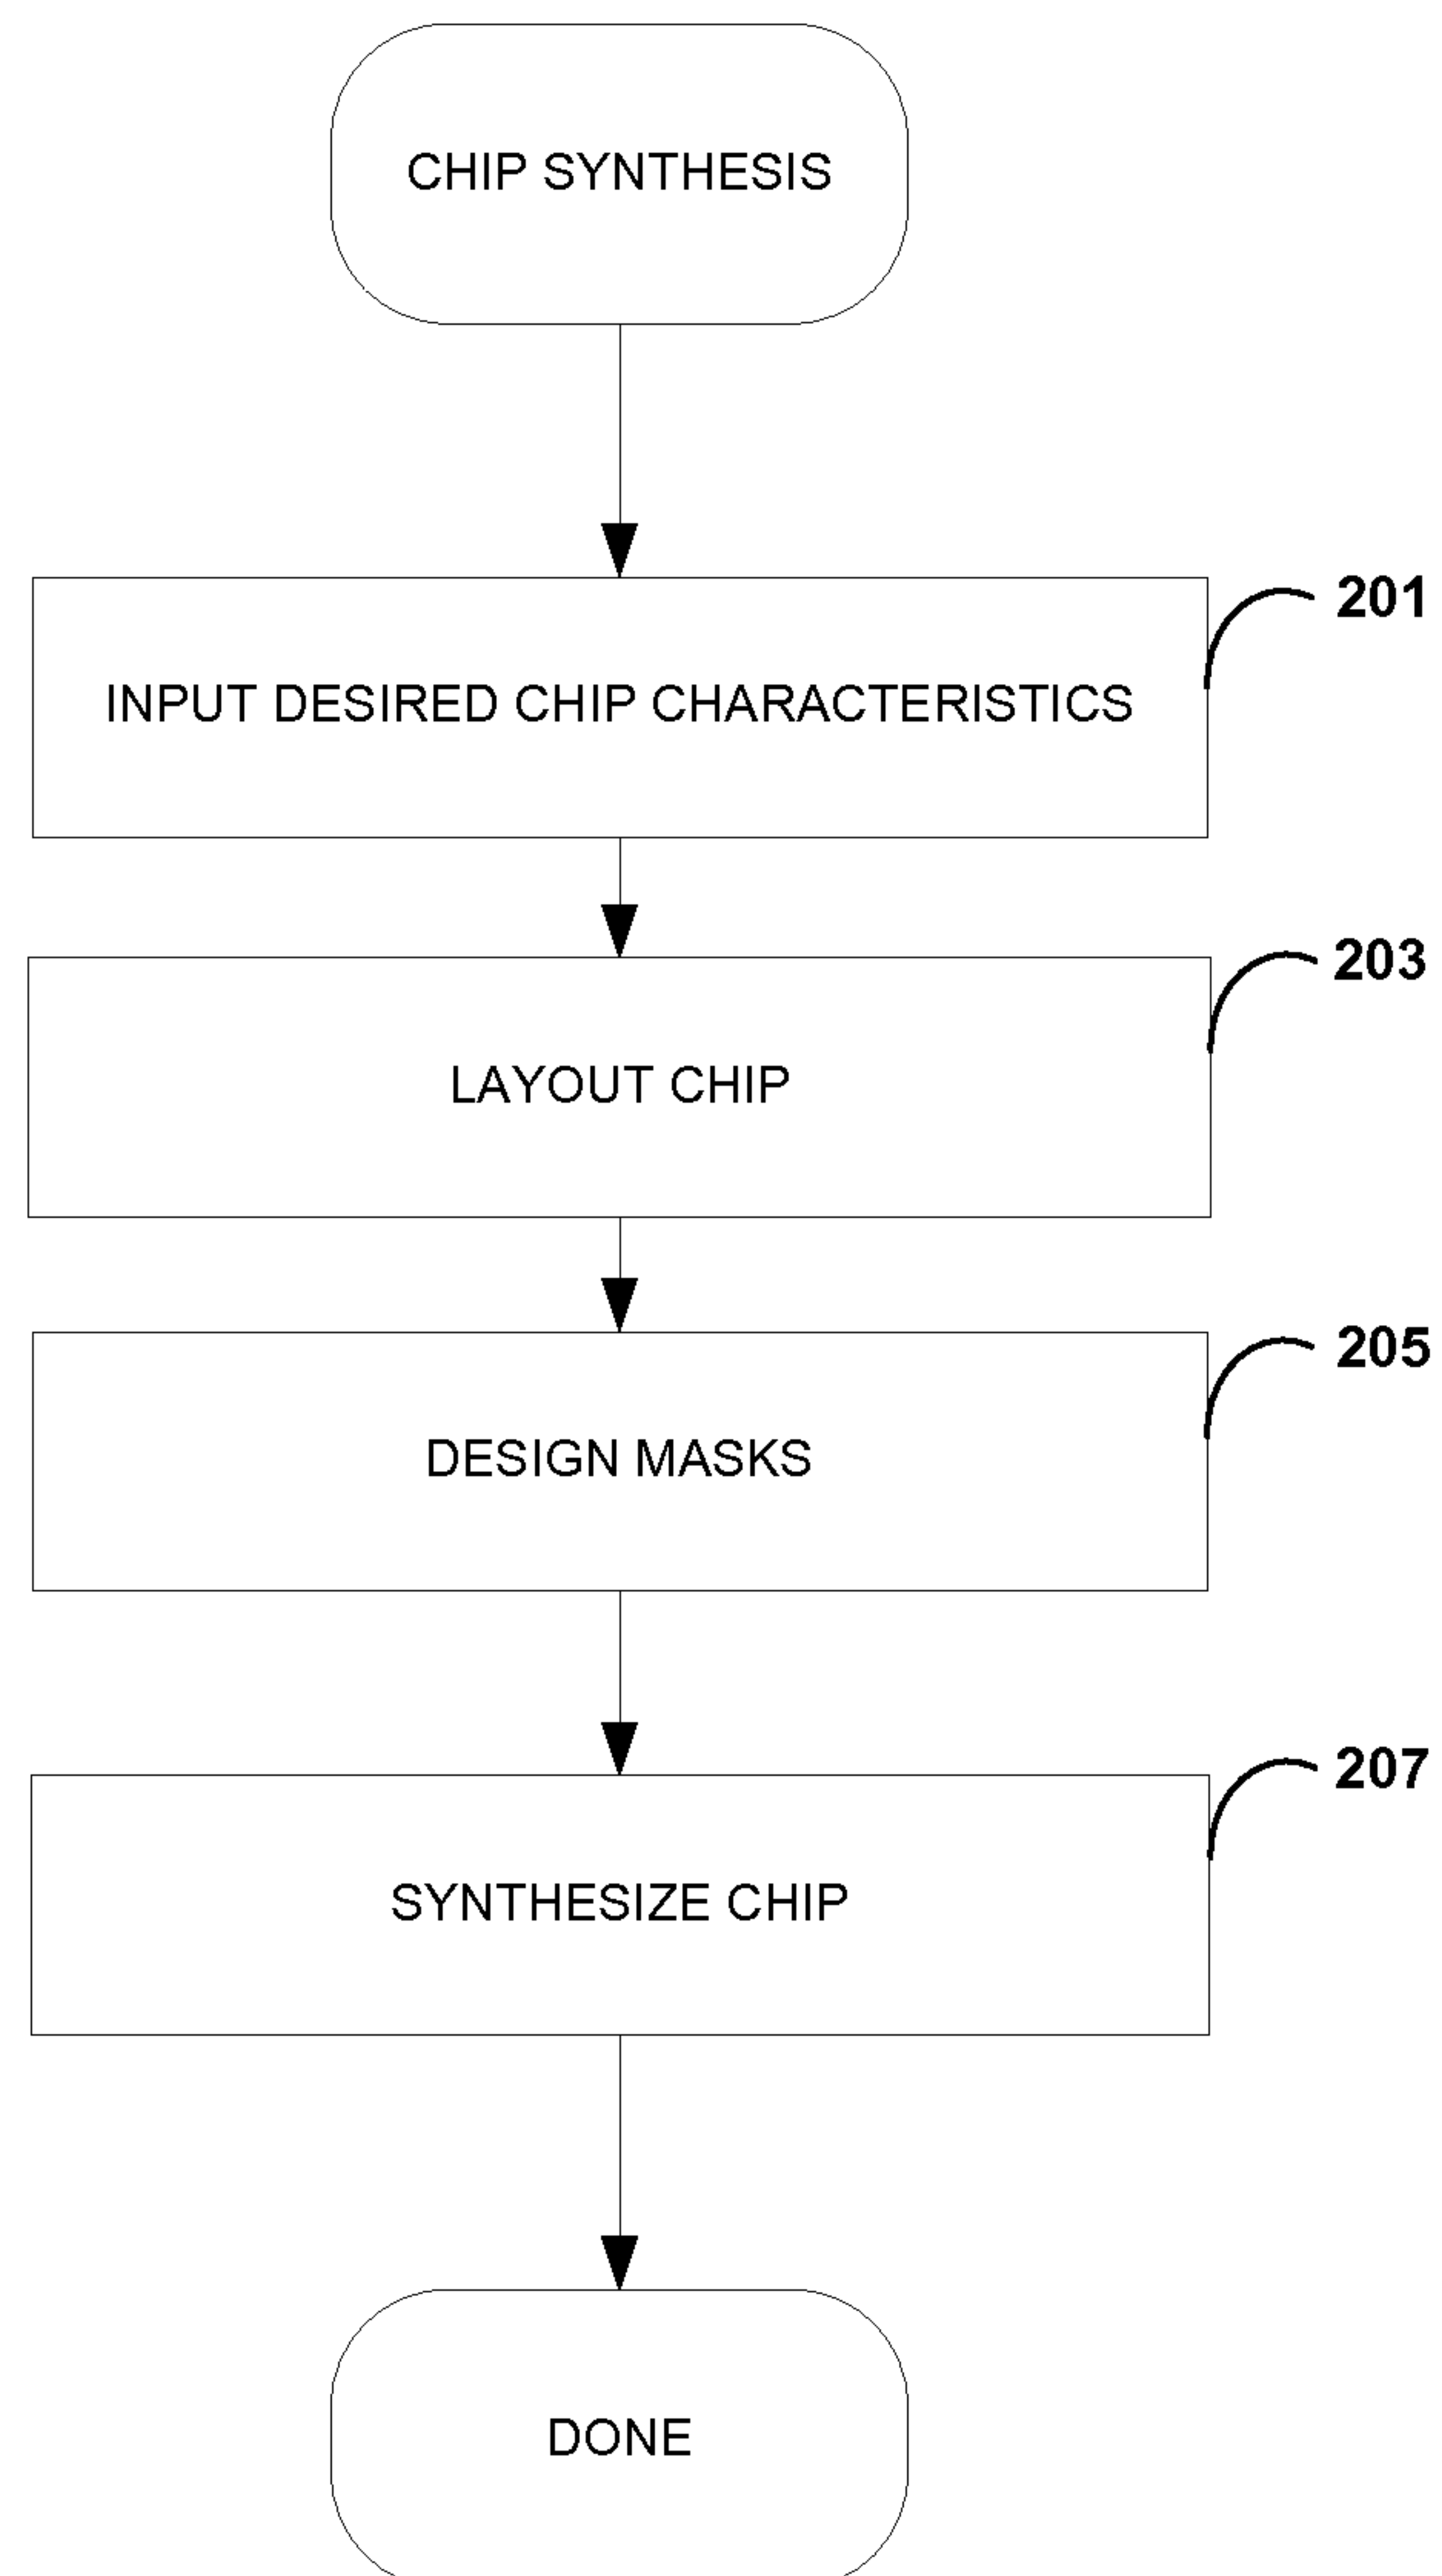 CHIP SYNTHESIS
INPUT DESIRED CHIP CHARACTERISTICS
201
LAYOUT CHIP
203
DESIGN MASKS
205
SYNTHESIZE CHIP
207
DONE